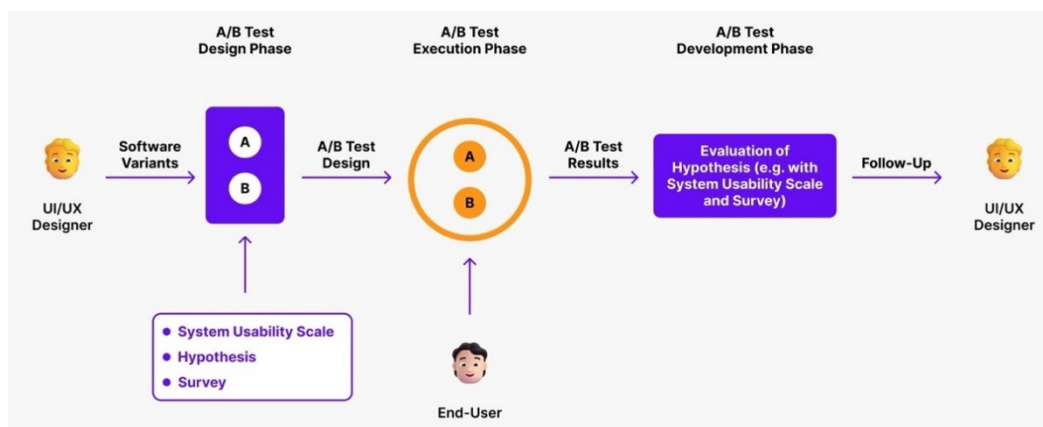 A/B Test
Design Phase
A/B Test
Execution Phase
A/B Test
Development Phase
UI/UX
Designer
Software
Variants
A
B
A/B Test
Design
A
B
A/B Test
Results
Evaluation of
Hypothesis (e.g. with
System Usability Scale
and Survey)
Follow-Up
UI/UX
Designer
System Usability Scale
Hypothesis
Survey
End-User